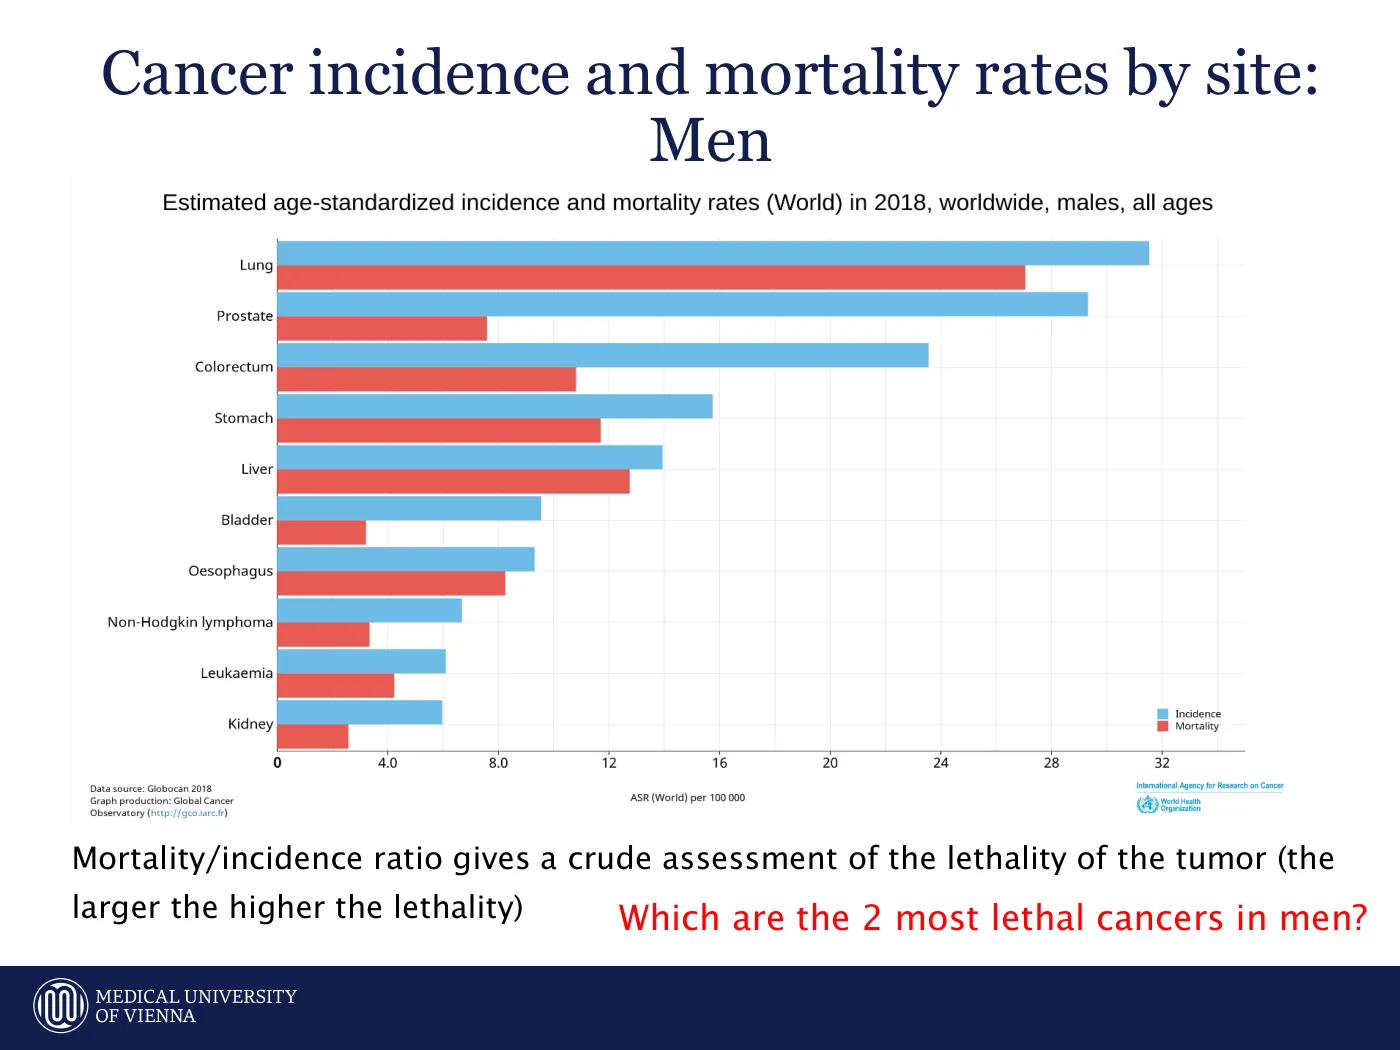 Cancer incidence and mortality rates by site:
Men
Estimated age-standardized incidence and mortality rates (World) in 2018, worldwide, males, all ages
Lung
Prostate
Colorectum
Stomach
Liver
Bladder
Oesophagus
Non-Hodgkin lymphoma
Leukaemia
Kidney
Incidence
Mortality
0 4.0 8.0 12 16 20 24 28 32
ASR (World) per 100 000
Data source: Globocan 2018
Graph production: Global Cancer
Observatory (http://gco.iarc.fr)
International Agency for Research on Cancer
World Health
Organization
Mortality/incidence ratio gives a crude assessment of the lethality of the tumor (the
larger the higher the lethality)
Which are the 2 most lethal cancers in men?
MEDICAL UNIVERSITY
OF VIENNA